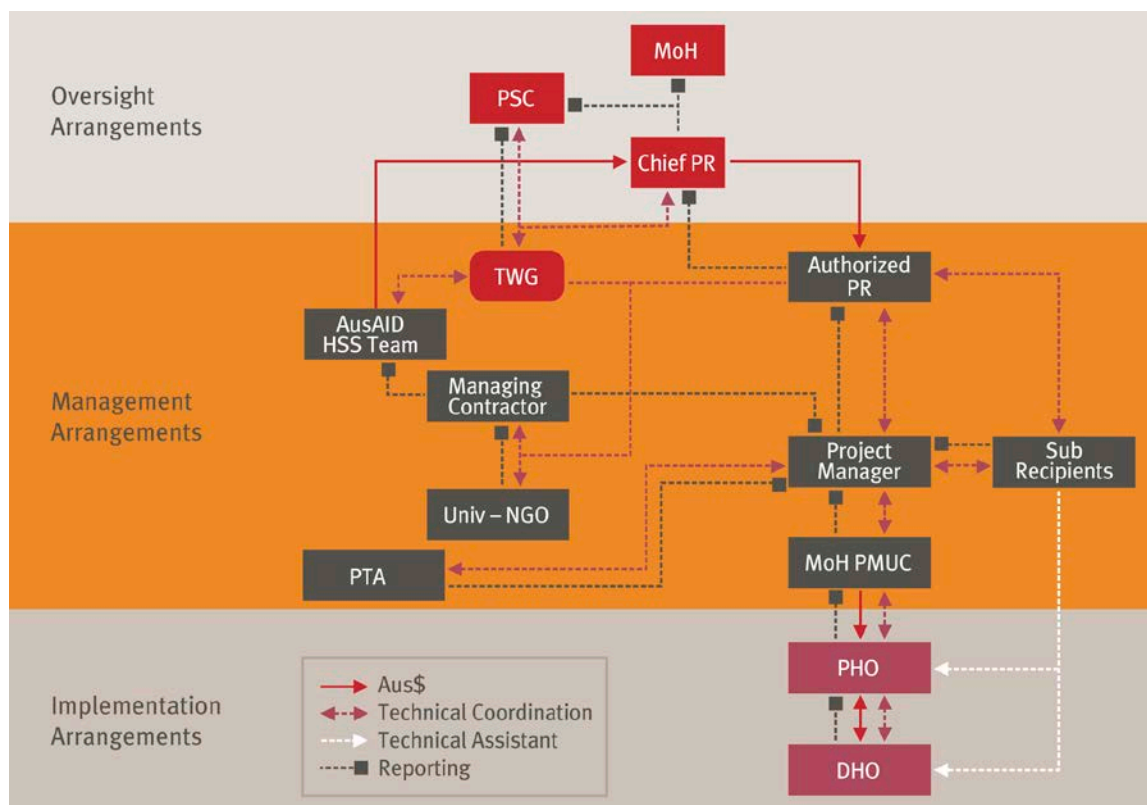 Oversight
Arrangements
MoH
PSC
Chief PR
Management
Arrangements
TWG
Authorized
PR
AusAID
HSS Team
Managing
Contractor
Project
Manager
Sub
Recipients
Univ – NGO
PTA
MoH PMUC
Implementation
Arrangements
PHO
DHO
Aus$
Technical Coordination
Technical Assistant
Reporting